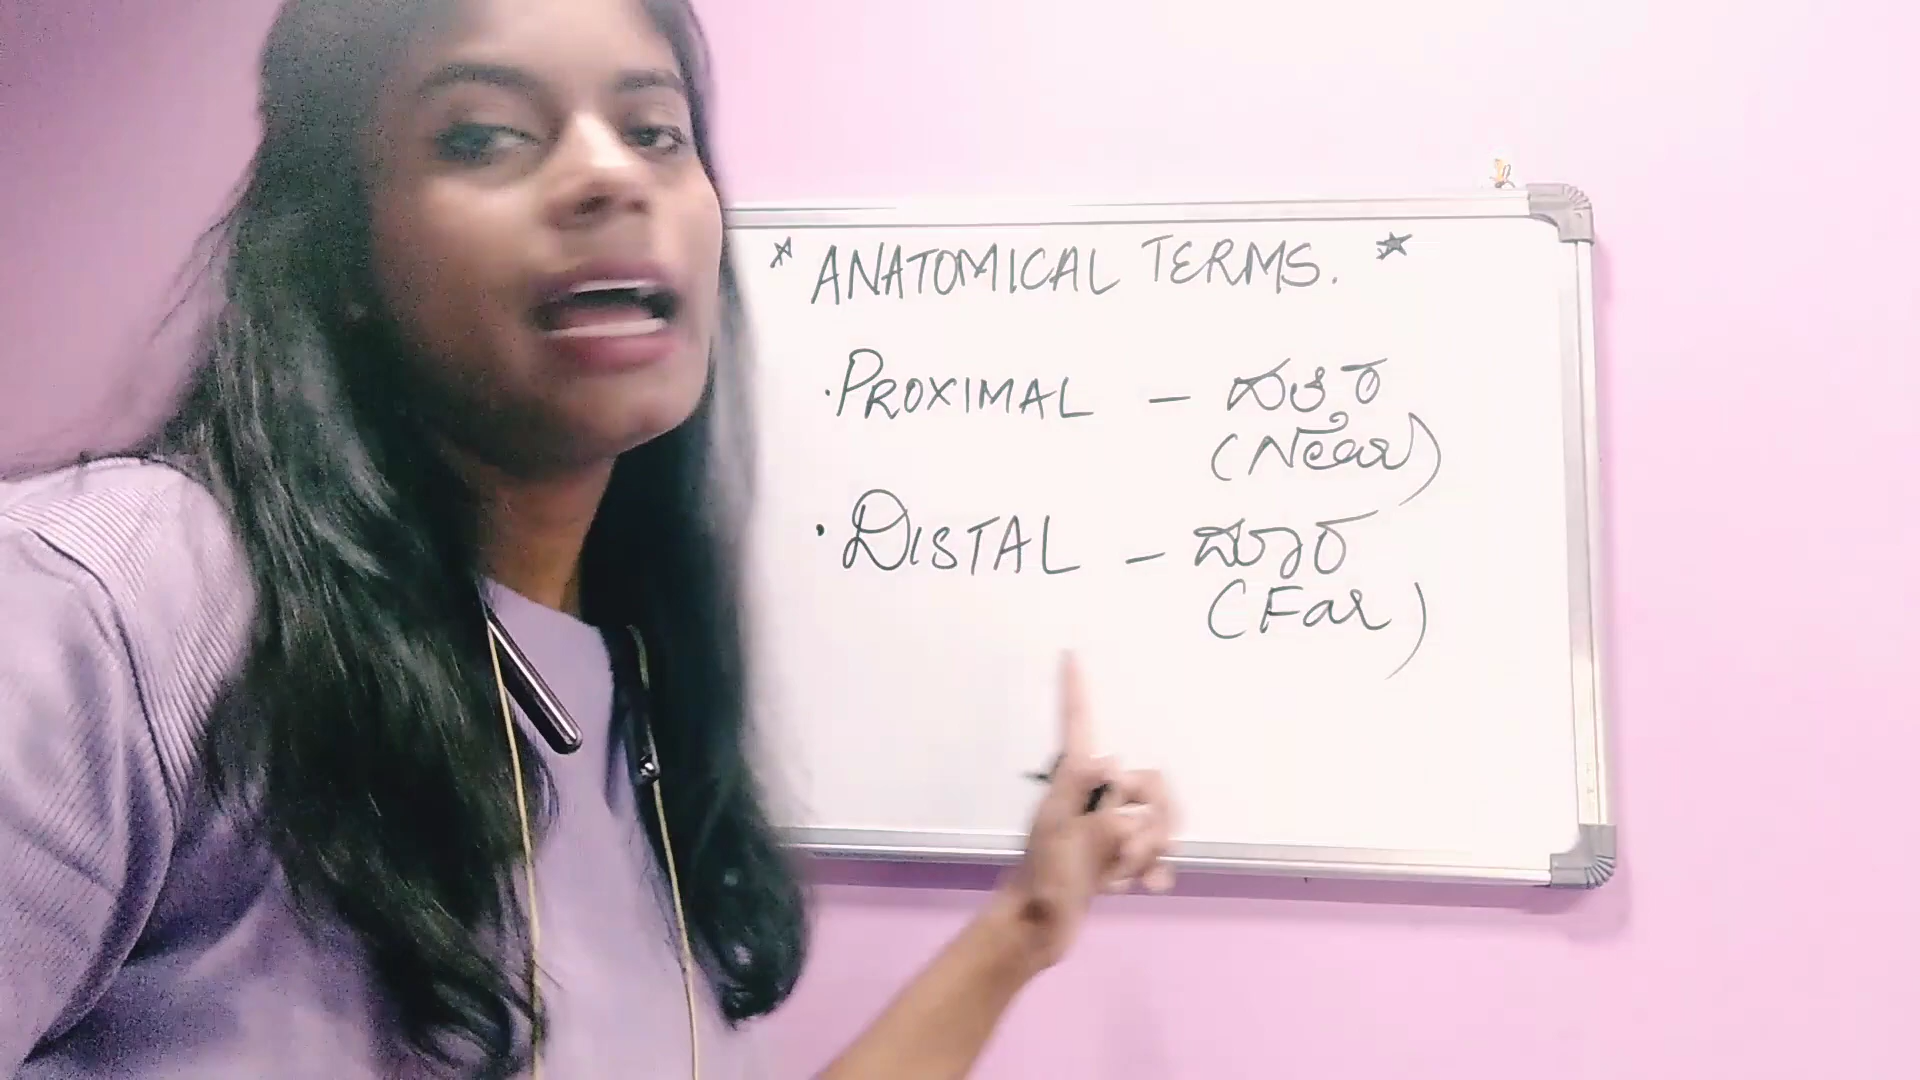 * ANATOMICAL TERMS. ★
· PROXIMAL – ಹತ್ತಿರ
(Near)
· DISTAL – ದೂರ
(Far)